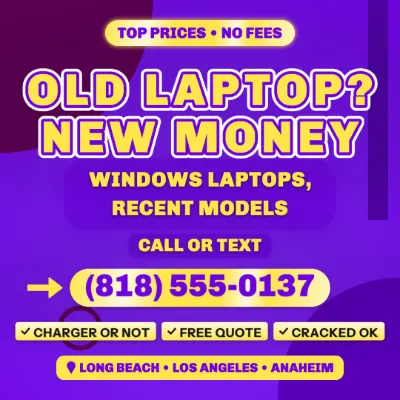 TOP PRICES • NO FEES
OLD LAPTOP?
NEW MONEY
WINDOWS LAPTOPS,
RECENT MODELS
CALL OR TEXT
(818) 555-0137
✓ CHARGER OR NOT ✓ FREE QUOTE ✓ CRACKED OK
LONG BEACH • LOS ANGELES • ANAHEIM